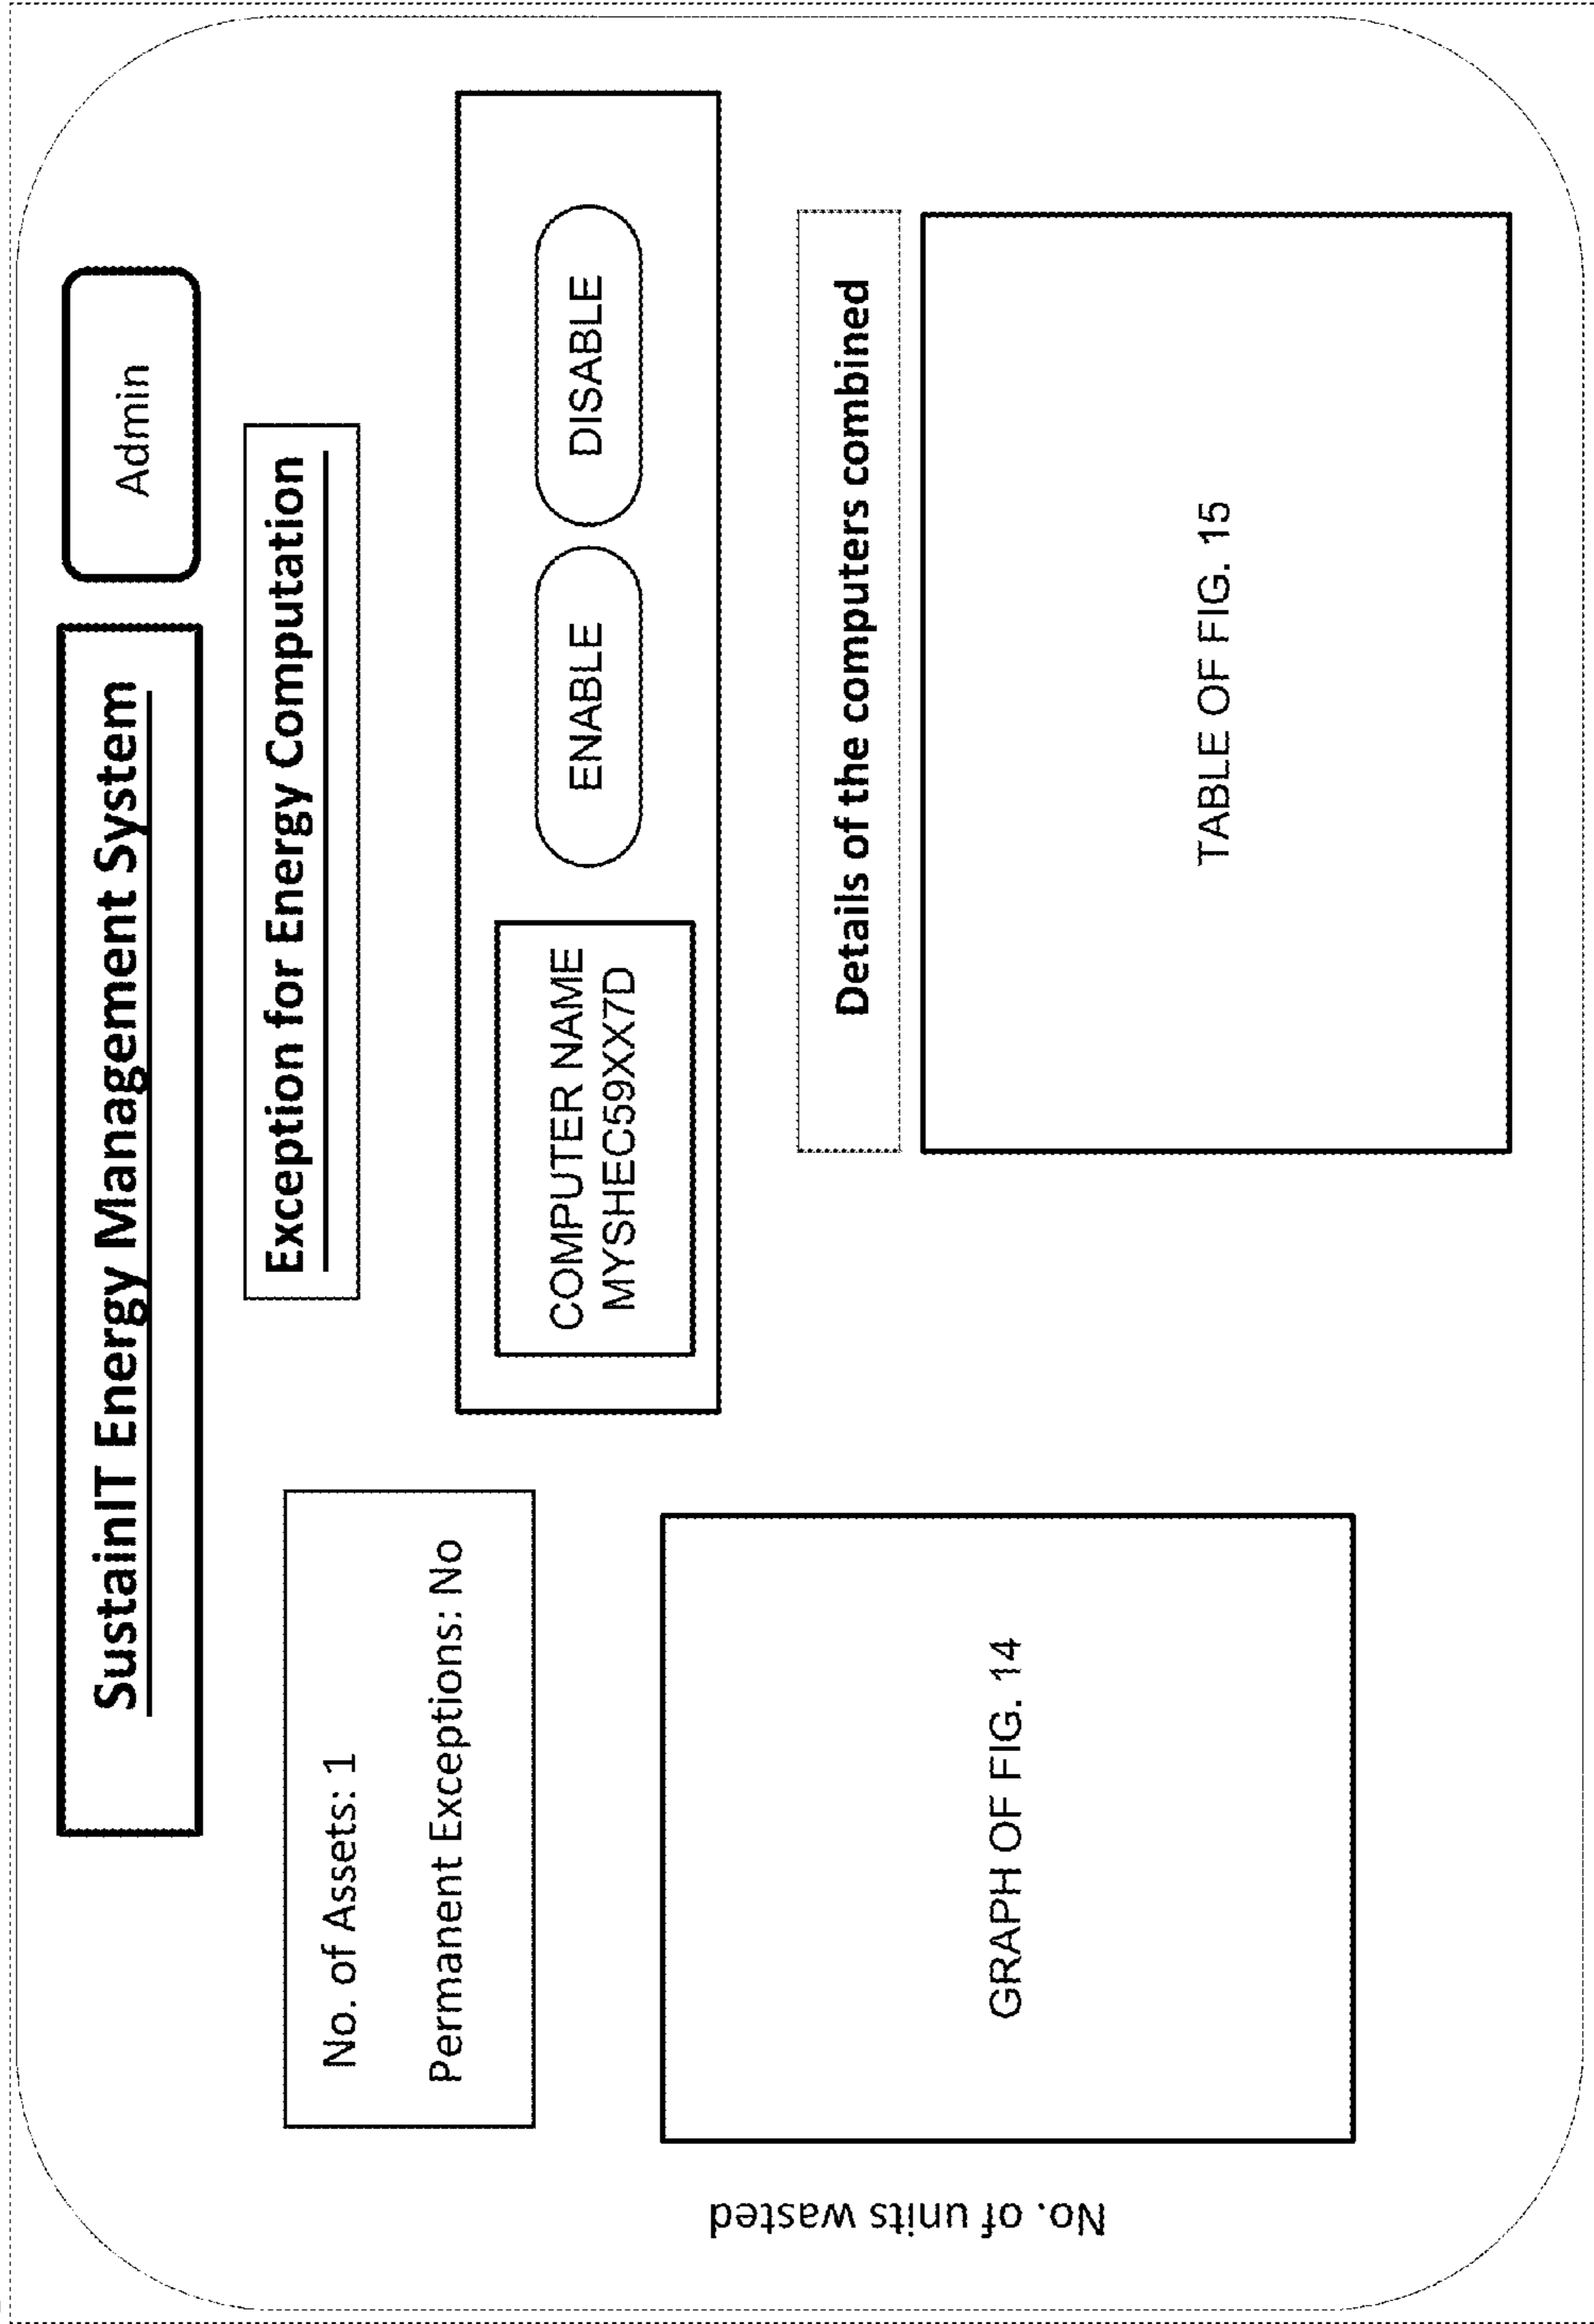 SustainIT Energy Management System
Admin
Exception for Energy Computation
No. of Assets: 1
Permanent Exceptions: No
COMPUTER NAME
MYSHEC59XX7D
ENABLE
DISABLE
No. of units wasted
GRAPH OF FIG. 14
Details of the computers combined
TABLE OF FIG. 15